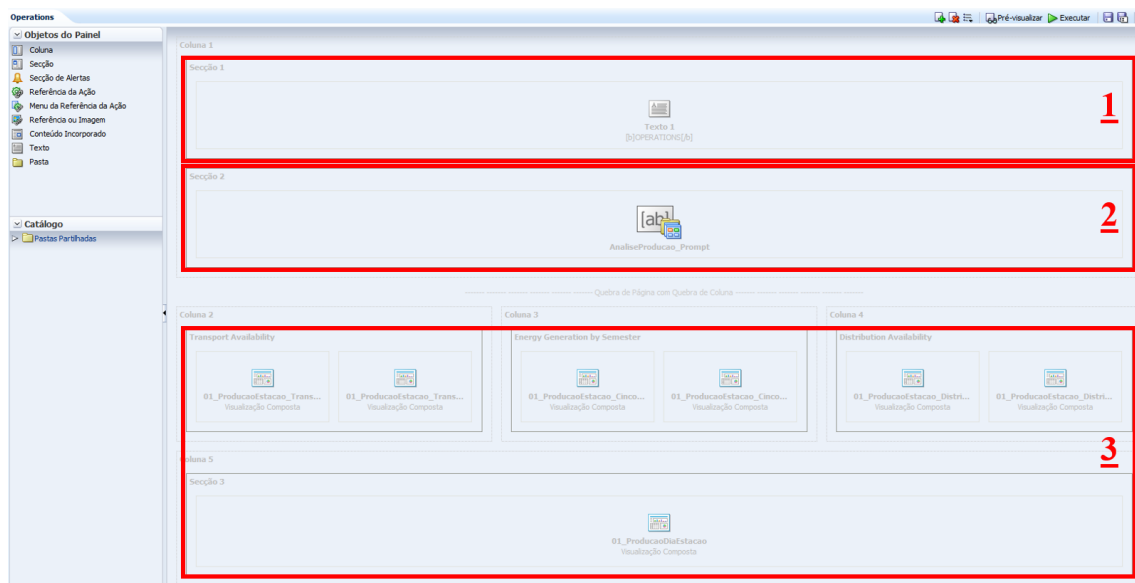 Operations
Pré-visualizar Executar
Objetos do Painel
Coluna
Secção
Secção de Alertas
Referência da Ação
Menu da Referência da Ação
Referência ou Imagem
Conteúdo Incorporado
Texto
Pasta
Catálogo
Pastas Partilhadas
Coluna 1
Secção 1
Texto 1
[b]OPERATIONS[/b]
1
Secção 2
[ab]
AnaliseProducao_Prompt
2
Quebra de Página com Quebra de Coluna
Coluna 2
Transport Availability
01_ProducaoEstacao_Trans...
Visualização Composta
01_ProducaoEstacao_Trans...
Visualização Composta
Coluna 3
Energy Generation by Semester
01_ProducaoEstacao_Cinco...
Visualização Composta
01_ProducaoEstacao_Cinco...
Visualização Composta
Coluna 4
Distribution Availability
01_ProducaoEstacao_Distri...
Visualização Composta
01_ProducaoEstacao_Distri...
Visualização Composta
3
Coluna 5
Secção 3
01_ProducaoDiaEstacao
Visualização Composta